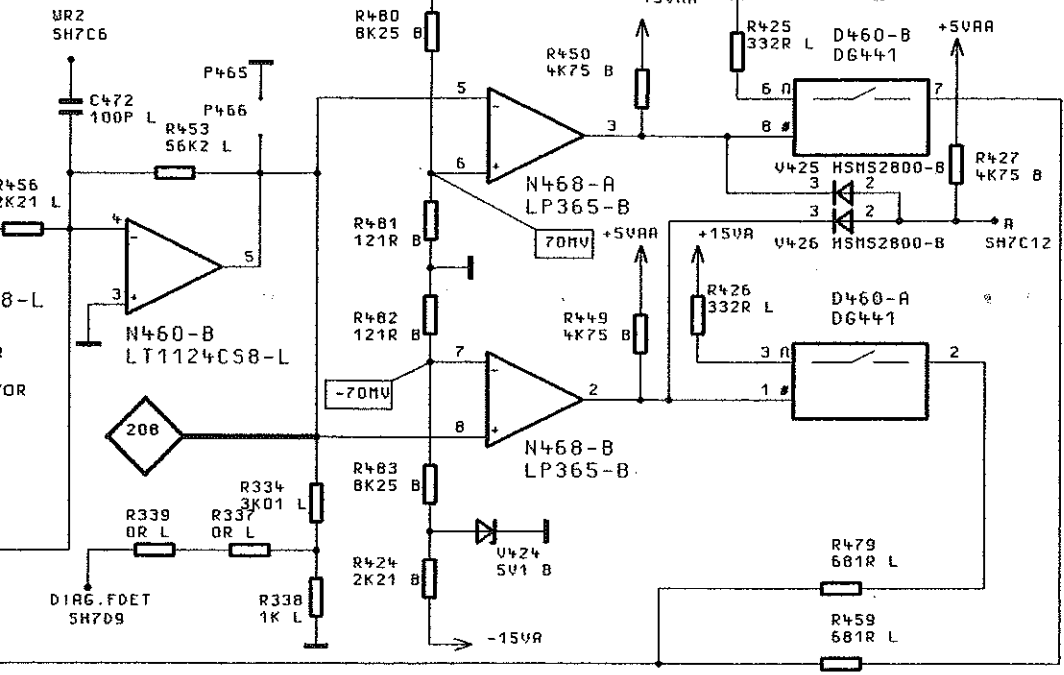 WR2
SH7C6
C472
100P L
P465
P466
R453
56K2 L
R456
2K21 L
4
-
3
+
5
N460-B
LT1124CS8-L
8-L
208
R334
3K01 L
R339
0R L
R337
0R L
DIAG.FDET
SH7D9
R338
1K L
R480
8K25 B
5
-
6
+
3
R450
4K75 B
N468-A
LP365-B
R481
121R B
70MV
R482
121R B
-70MV
7
-
8
+
2
+5VAA
R449
4K75 B
N468-B
LP365-B
R483
8K25 B
V424
5V1 B
R424
2K21 B
-15VA
R425
332R L
D460-B
DG441
+5VAA
6
7
8 #
V425 HSMS2800-B
3 2
3 2
V426 HSMS2800-B
R427
4K75 B
A
SH7C12
+15VA
R426
332R L
D460-A
DG441
3
2
1 #
R479
681R L
R459
681R L